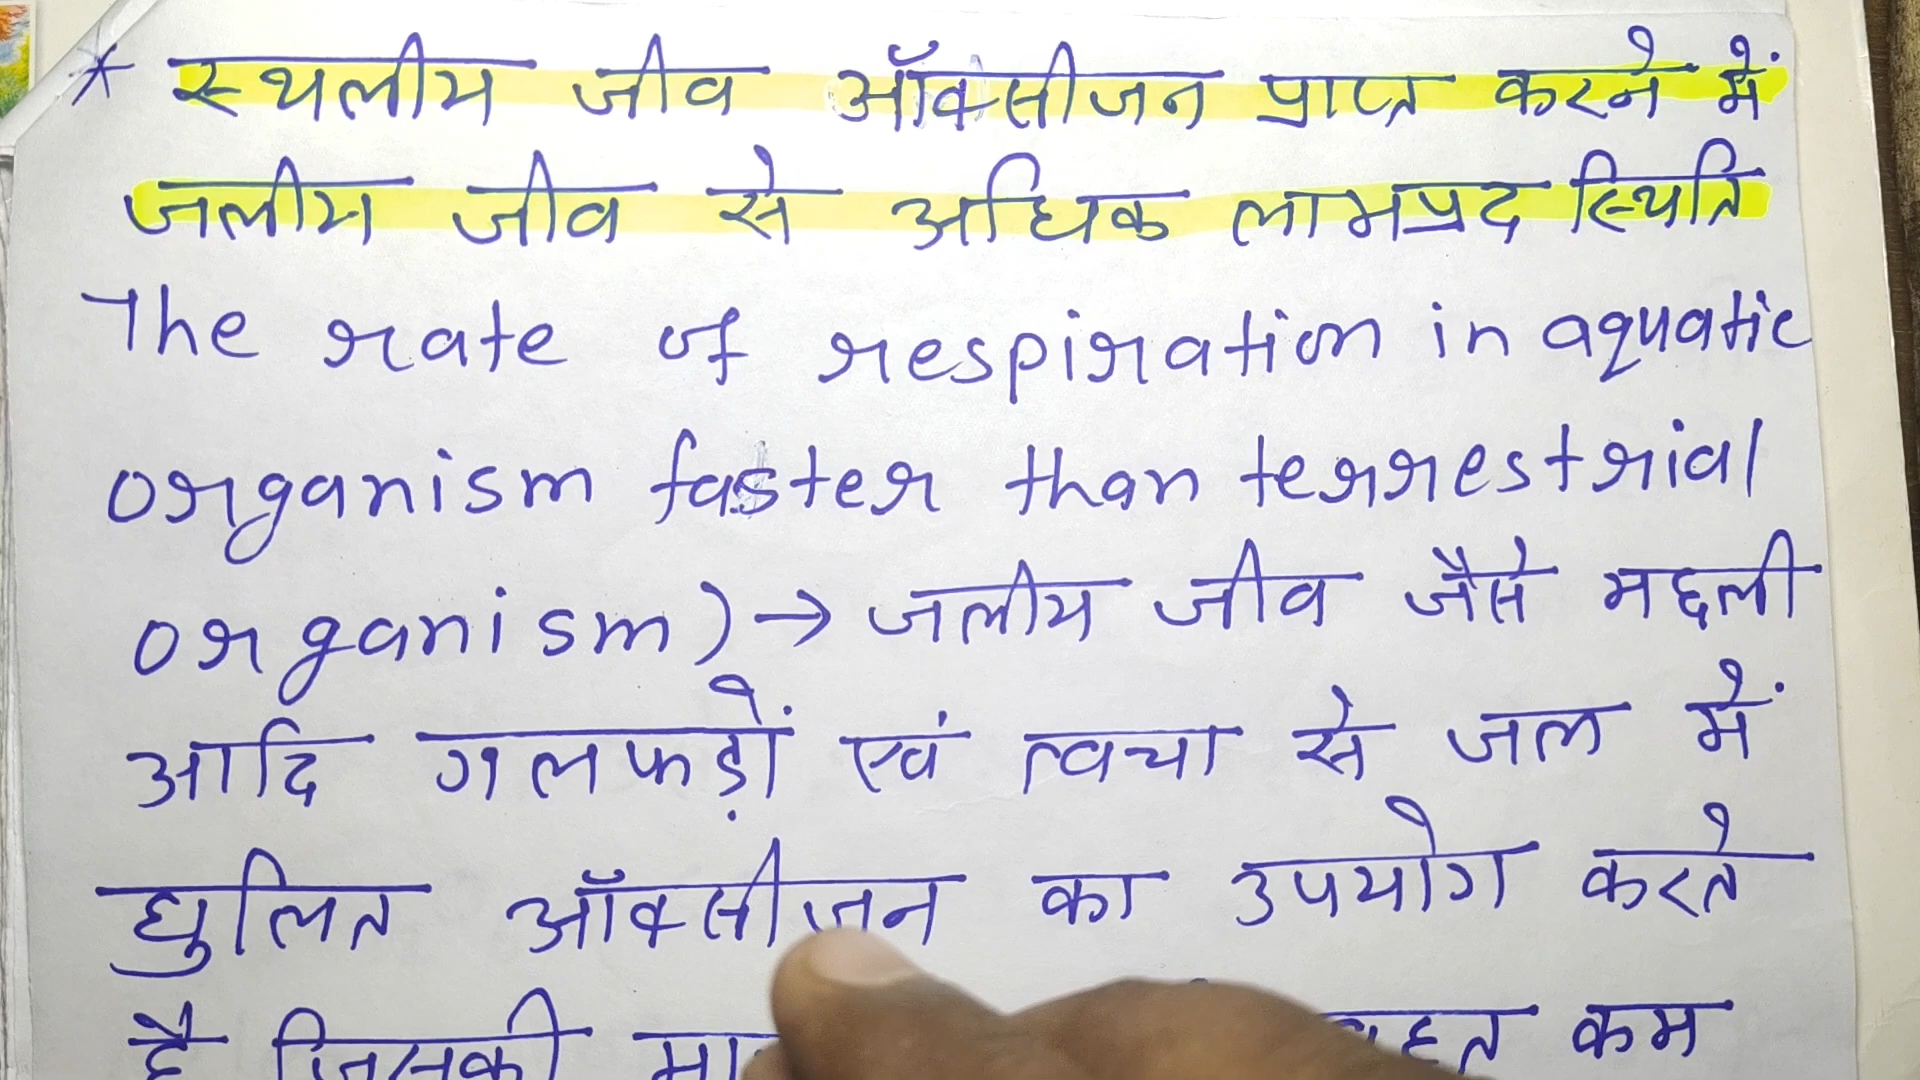 * स्थलीय जीव ऑक्सीजन प्राप्त करने में
जलीय जीव से अधिक लाभप्रद स्थिति
The rate of respiration in aquatic
organism faster than terrestrial
organism) → जलीय जीव जैसे मछली
आदि गलफड़ों एवं त्वचा से जल में
घुलित ऑक्सीजन का उपयोग करते
है जिसकी कम